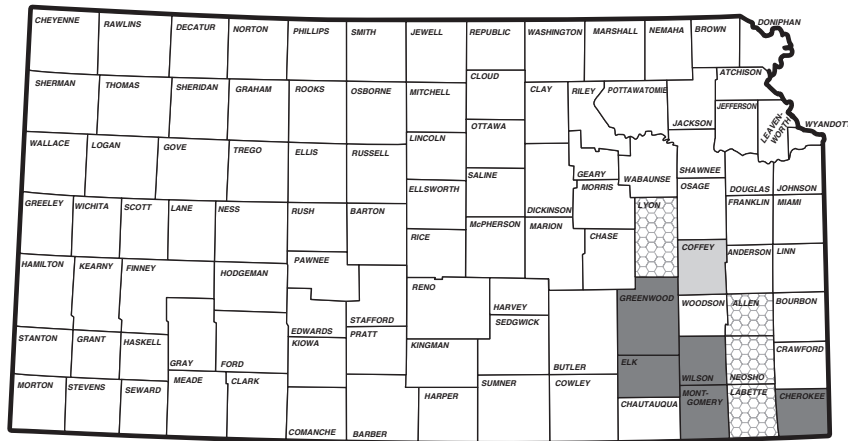 CHEYENNE
RAWLINS
DECATUR
NORTON
PHILLIPS
SMITH
JEWELL
REPUBLIC
WASHINGTON
MARSHALL
NEMAHA
BROWN
DONIPHAN
CLOUD
ATCHISON
SHERMAN
THOMAS
SHERIDAN
GRAHAM
ROOKS
OSBORNE
MITCHELL
CLAY
RILEY
POTTAWATOMIE
JEFFERSON
JACKSON
LEAVEN-
WORTH
WYANDOTT
OTTAWA
LINCOLN
WALLACE
LOGAN
GOVE
TREGO
ELLIS
RUSSELL
SALINE
GEARY
WABAUNSE
SHAWNEE
ELLSWORTH
MORRIS
OSAGE
DOUGLAS
JOHNSON
GREELEY
WICHITA
SCOTT
LANE
NESS
RUSH
BARTON
McPHERSON
DICKINSON
MARION
LYON
FRANKLIN
MIAMI
RICE
CHASE
COFFEY
ANDERSON
LINN
HAMILTON
KEARNY
FINNEY
HODGEMAN
PAWNEE
RENO
HARVEY
GREENWOOD
WOODSON
ALLEN
BOURBON
STAFFORD
SEDGWICK
EDWARDS
PRATT
STANTON
GRANT
HASKELL
KIOWA
KINGMAN
CRAWFORD
GRAY
FORD
ELK
BUTLER
MORTON
STEVENS
SEWARD
MEADE
CLARK
SUMNER
COWLEY
WILSON
NEOSHO
HARPER
CHAUTAUQUA
MONT-
GOMERY
LABETTE
CHEROKEE
COMANCHE
BARBER